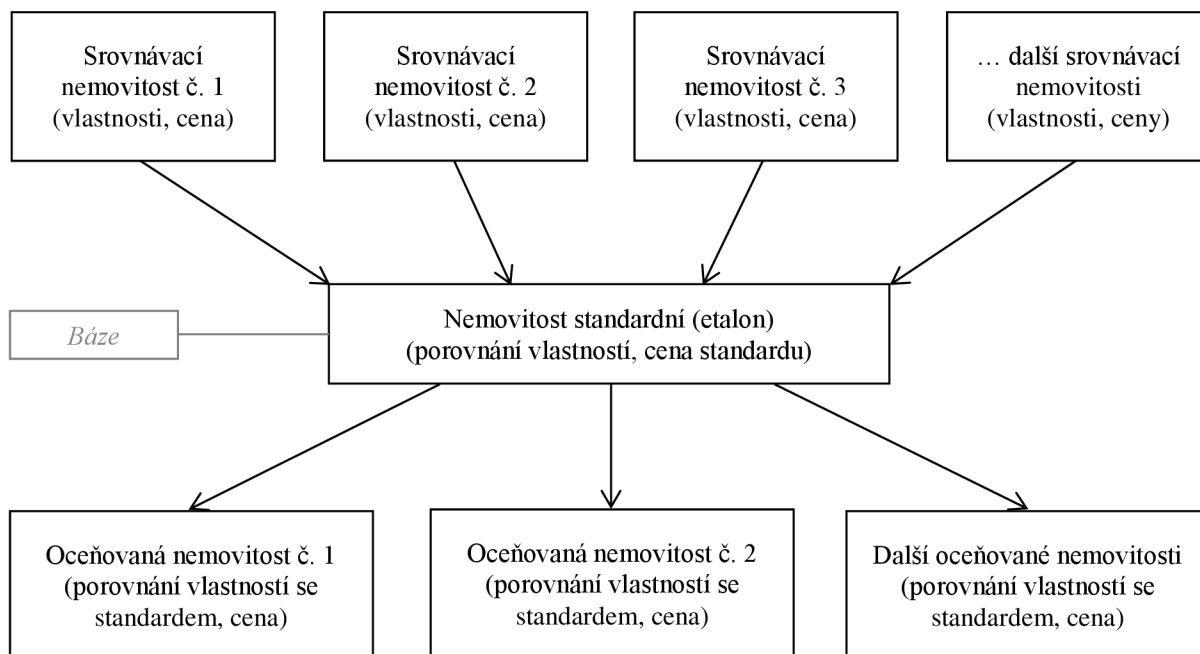 Srovnávací
nemovitost č. 1
(vlastnosti, cena)
Srovnávací
nemovitost č. 2
(vlastnosti, cena)
Srovnávací
nemovitost č. 3
(vlastnosti, cena)
… další srovnávací
nemovitosti
(vlastnosti, ceny)
Báze
Nemovitost standardní (etalon)
(porovnání vlastností, cena standardu)
Oceňovaná nemovitost č. 1
(porovnání vlastností se
standardem, cena)
Oceňovaná nemovitost č. 2
(porovnání vlastností se
standardem, cena)
Další oceňované nemovitosti
(porovnání vlastností se
standardem, cena)